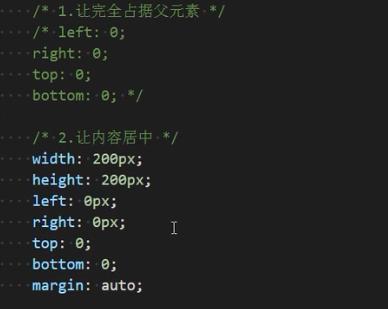 /* 1.让完全占据父元素 */
/* left: 0;
right: 0;
top: 0;
bottom: 0; */
/* 2.让内容居中 */
width: 200px;
height: 200px;
left: 0px;
right: 0px;
top: 0;
bottom: 0;
margin: auto;